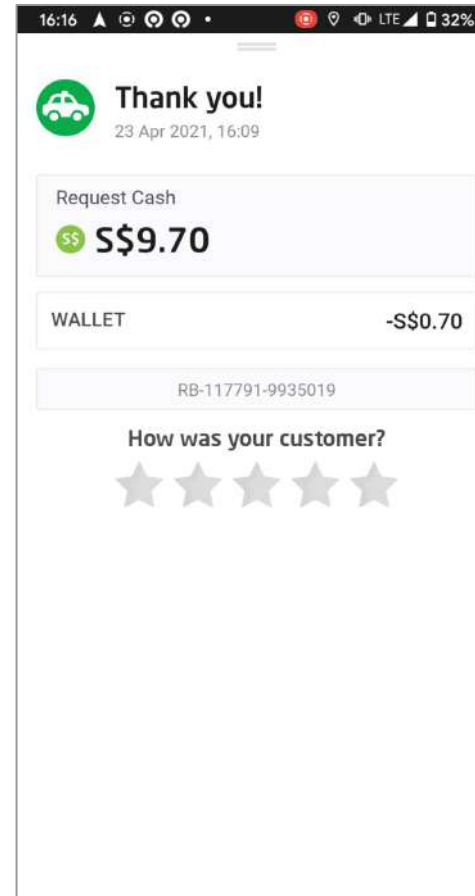 16:16 LTE 32%
Thank you!
23 Apr 2021, 16:09
Request Cash
S$ S$9.70
WALLET -S$0.70
RB-117791-9935019
How was your customer?